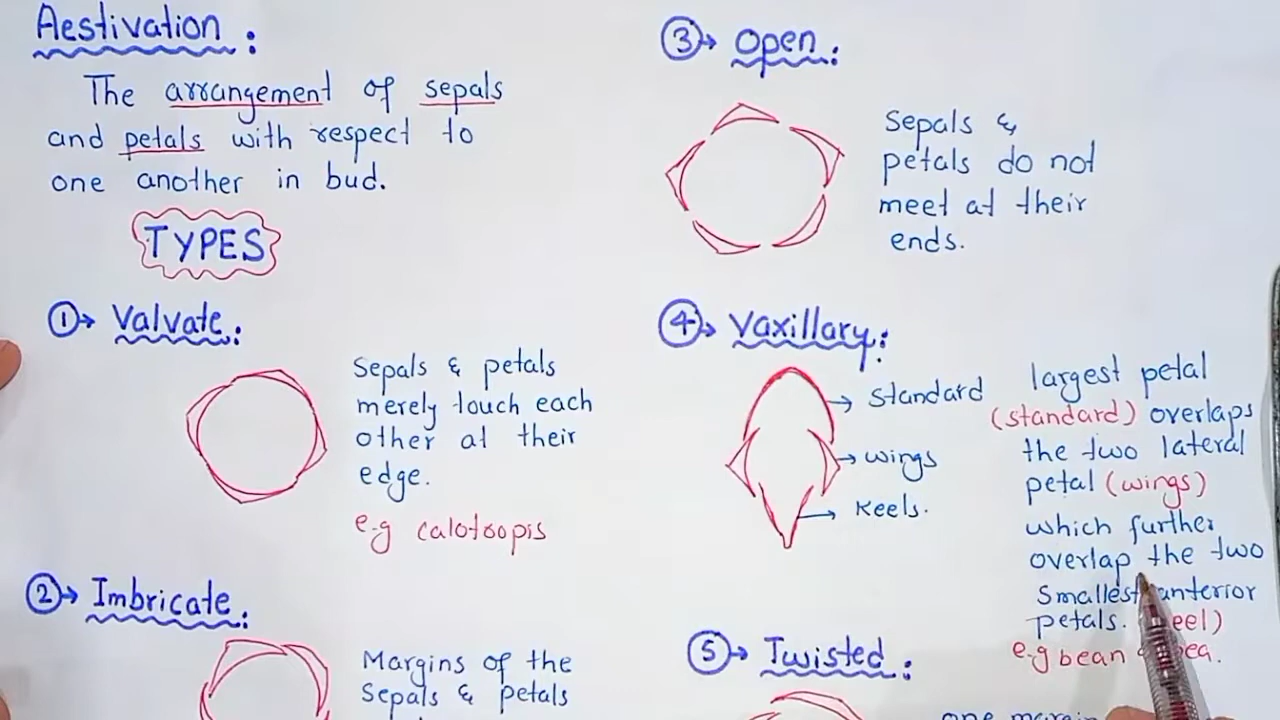 Aestivation :
The arrangement of sepals
and petals with respect to
one another in bud.
TYPES
① → Valvate :
Sepals & petals
merely touch each
other at their
edge.
e.g calotropis
② → Imbricate :
Margins of the
Sepals & petals
③ → Open :
Sepals &
petals do not
meet at their
ends.
④ → Vaxillary :
Standard
wings
Keels.
largest petal
(standard) overlaps
the two lateral
petal (wings)
which further
overlap the two
Smallest anterior
petals.
e.g bean
⑤ → Twisted :
one margin